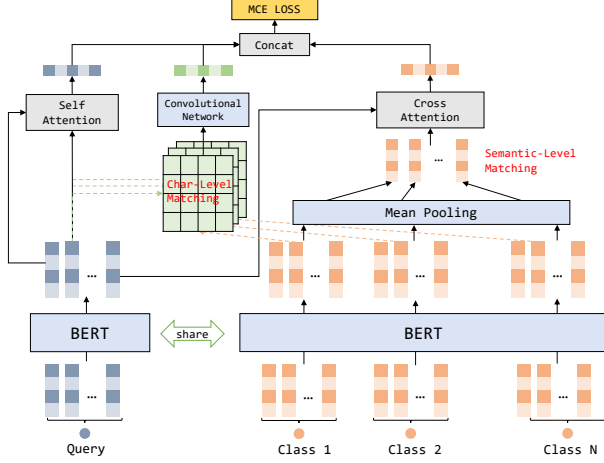 MCE LOSS
Concat
Self
Attention
Convolutional
Network
Cross
Attention
Char-Level
Matching
Semantic-Level
Matching
...
Mean Pooling
...
...
...
...
BERT
share
BERT
...
...
...
...
Query
Class 1
Class 2
Class N